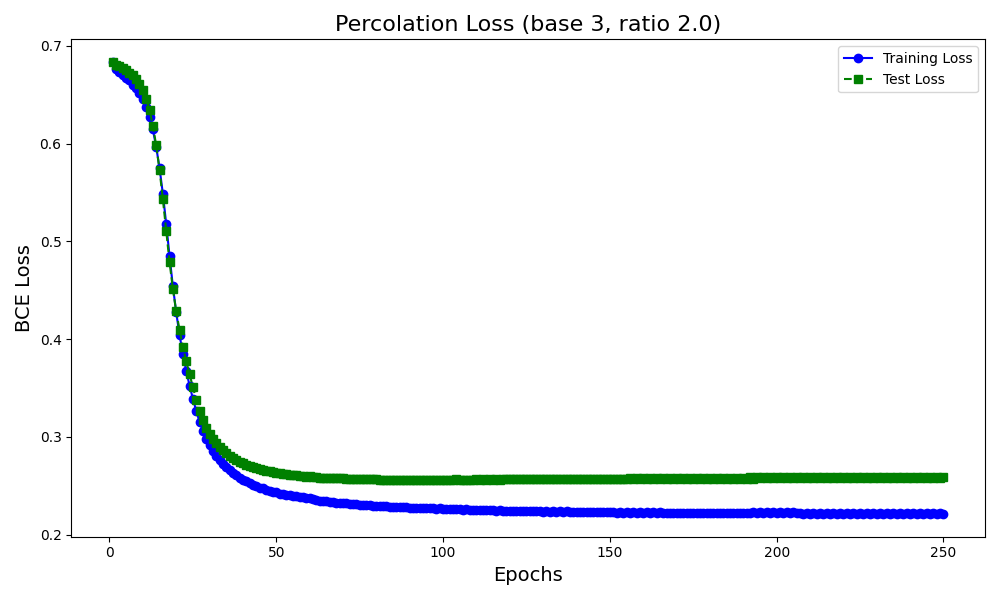 Percolation Loss (base 3, ratio 2.0)
Training Loss
Test Loss
BCE Loss
0.7
0.6
0.5
0.4
0.3
0.2
0 50 100 150 200 250
Epochs